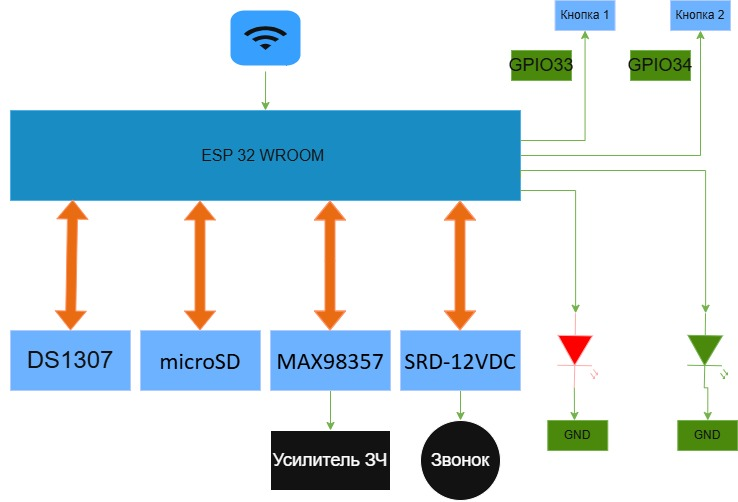 Кнопка 1
Кнопка 2
GPIO33
GPIO34
ESP 32 WROOM
DS1307
microSD
MAX98357
SRD-12VDC
GND
GND
Усилитель ЗЧ
Звонок